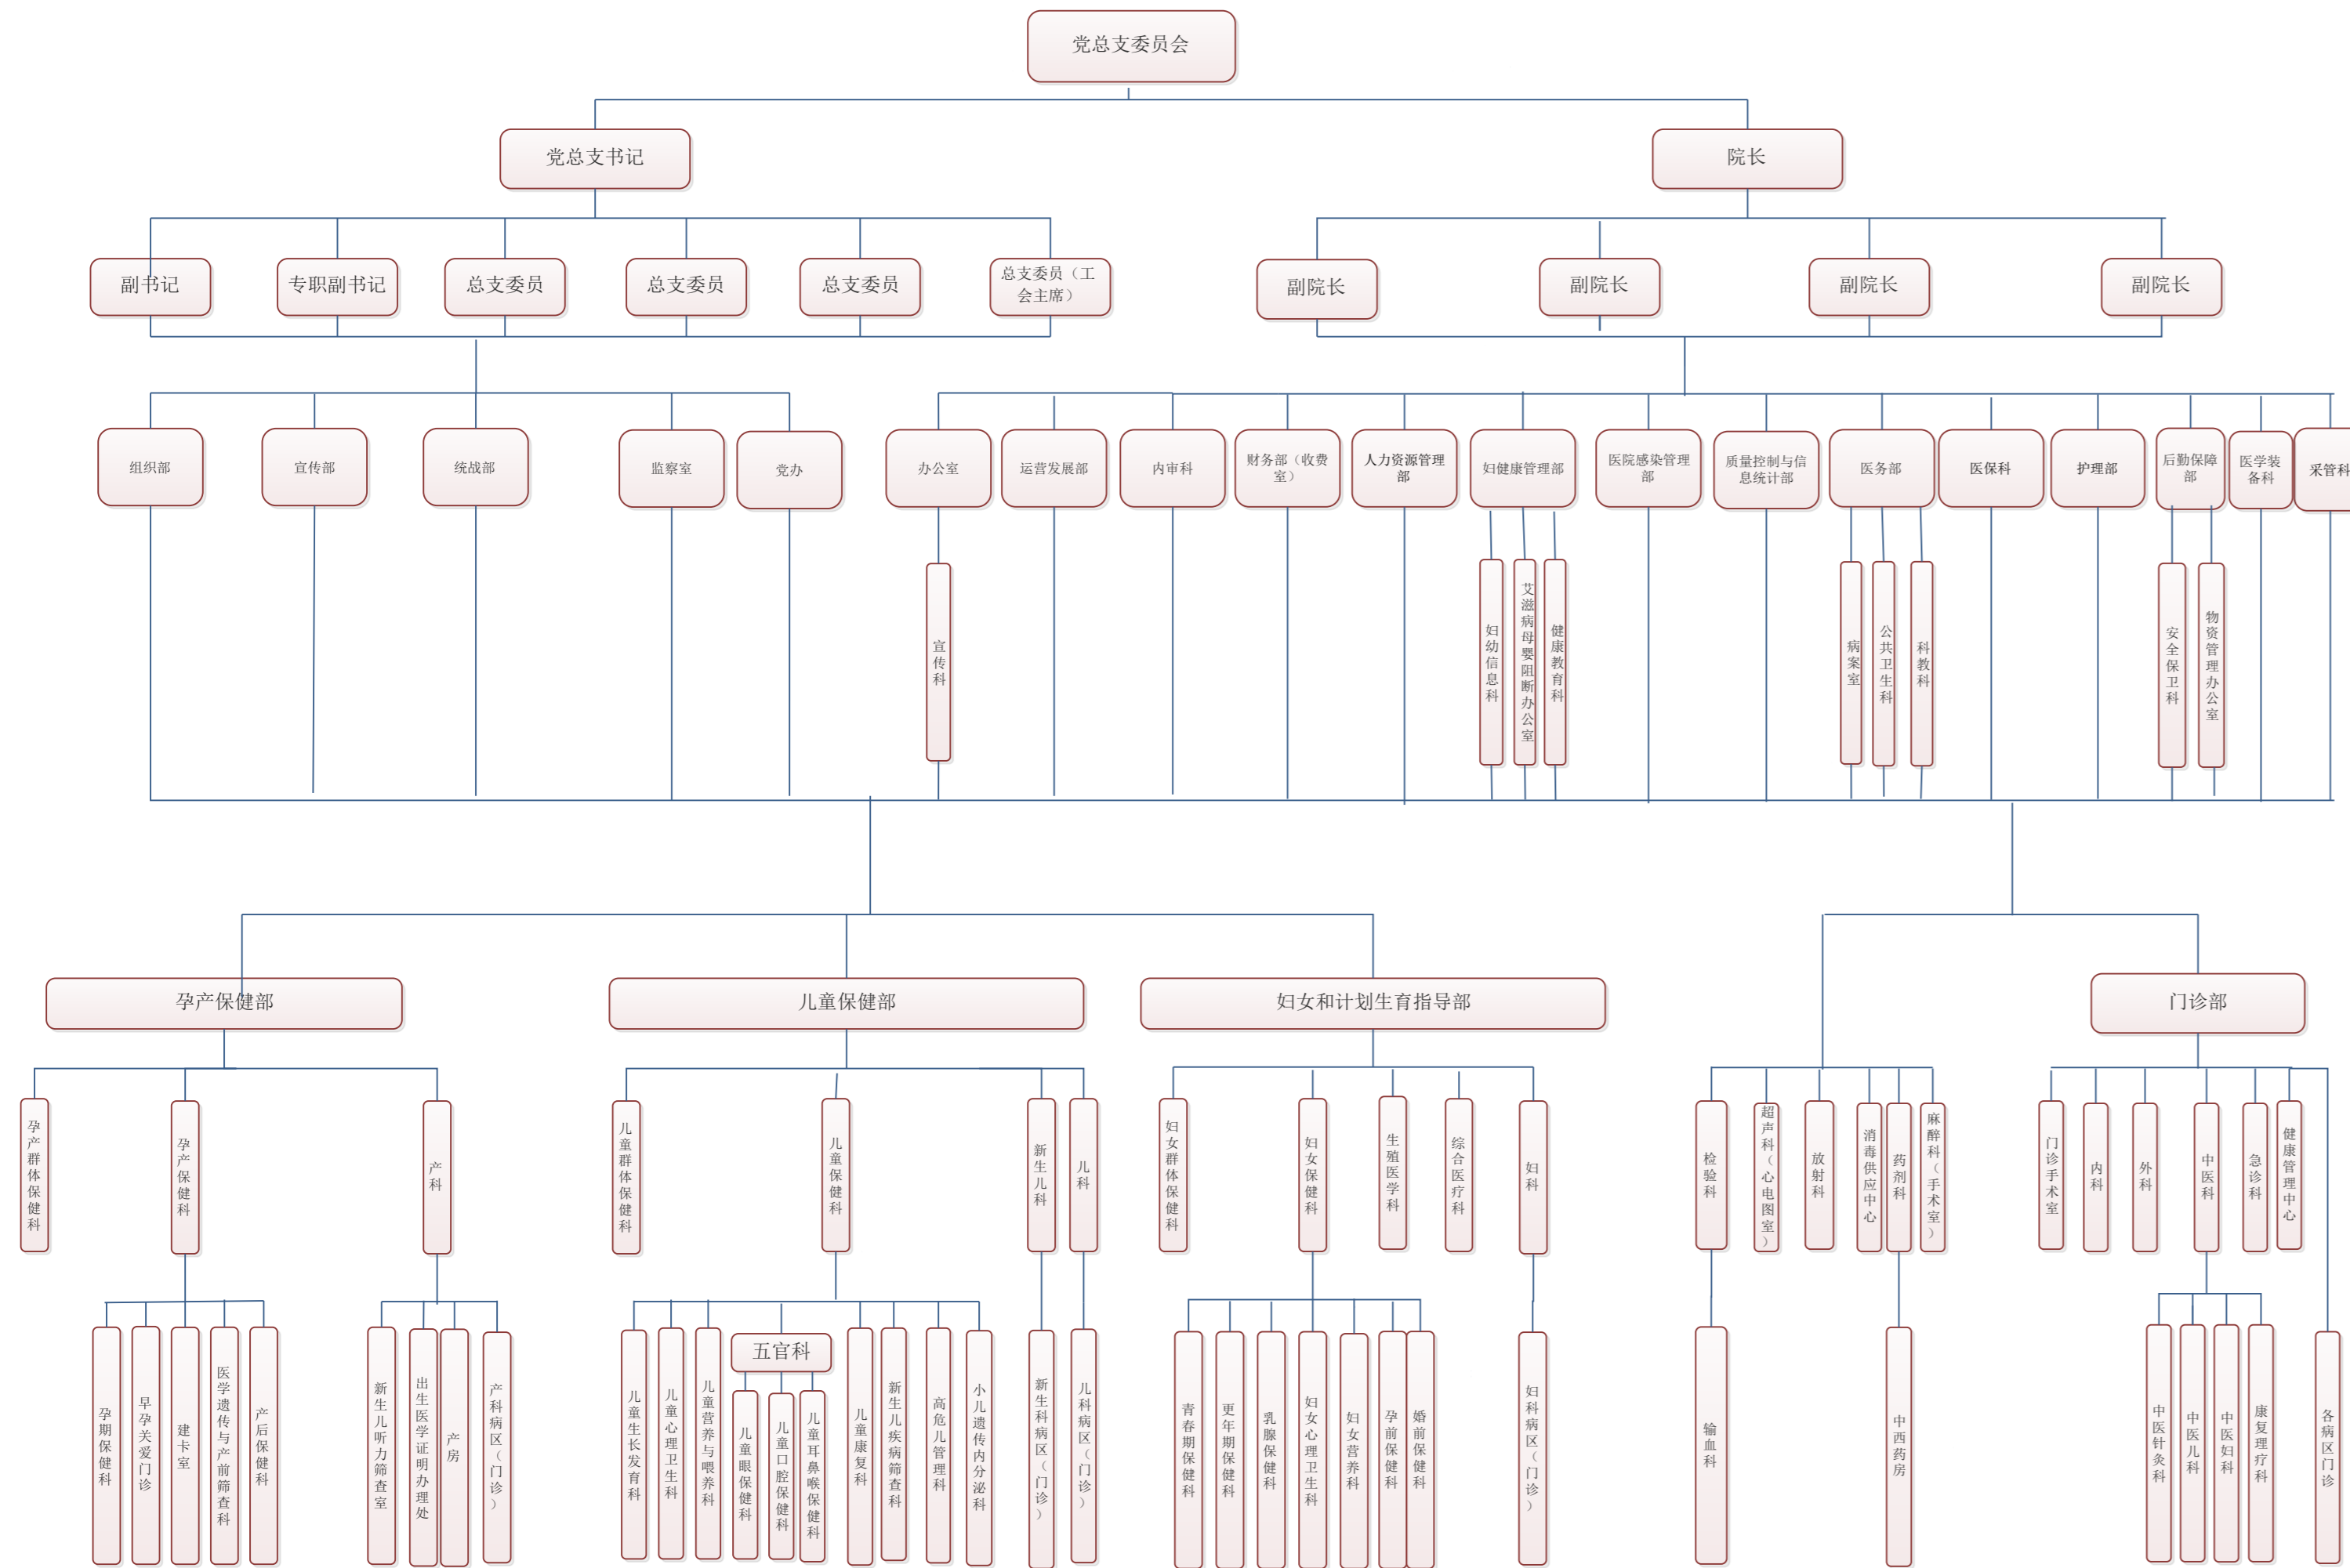 党总支委员会
党总支书记
院长
副书记
专职副书记
总支委员
总支委员
总支委员
总支委员（工
会主席）
副院长
副院长
副院长
副院长
组织部
宣传部
统战部
监察室
党办
办公室
运营发展部
内审科
财务部（收费
室）
人力资源管理
部
妇健康管理部
医院感染管理
部
质量控制与信
息统计部
医务部
医保科
护理部
后勤保障
部
医学装
备科
采管科
宣传科
妇幼信息科
艾滋病母婴阻断办公室
健康教育科
病案室
公共卫生科
科教科
安全保卫科
物资管理办公室
孕产保健部
儿童保健部
妇女和计划生育指导部
门诊部
孕产群体保健科
孕产保健科
产科
儿童群体保健科
儿童保健科
新生儿科
儿科
妇女群体保健科
妇女保健科
生殖医学科
综合医疗科
妇科
检验科
超声科（心电图室）
放射科
消毒供应中心
药剂科
麻醉科（手术室）
门诊手术室
内科
外科
中医科
急诊科
健康管理中心
孕期保健科
早孕关爱门诊
建卡室
医学遗传与产前筛查科
产后保健科
新生儿听力筛查室
出生医学证明办理处
产房
产科病区（门诊）
儿童生长发育科
儿童心理卫生科
儿童营养与喂养科
五官科
儿童眼保健科
儿童口腔保健科
儿童耳鼻喉保健科
儿童康复科
新生儿疾病筛查科
高危儿管理科
小儿遗传内分泌科
新生科病区（门诊）
儿科病区（门诊）
青春期保健科
更年期保健科
乳腺保健科
妇女心理卫生科
妇女营养科
孕前保健科
婚前保健科
妇科病区（门诊）
输血科
中西药房
中医针灸科
中医儿科
中医妇科
康复理疗科
各病区门诊